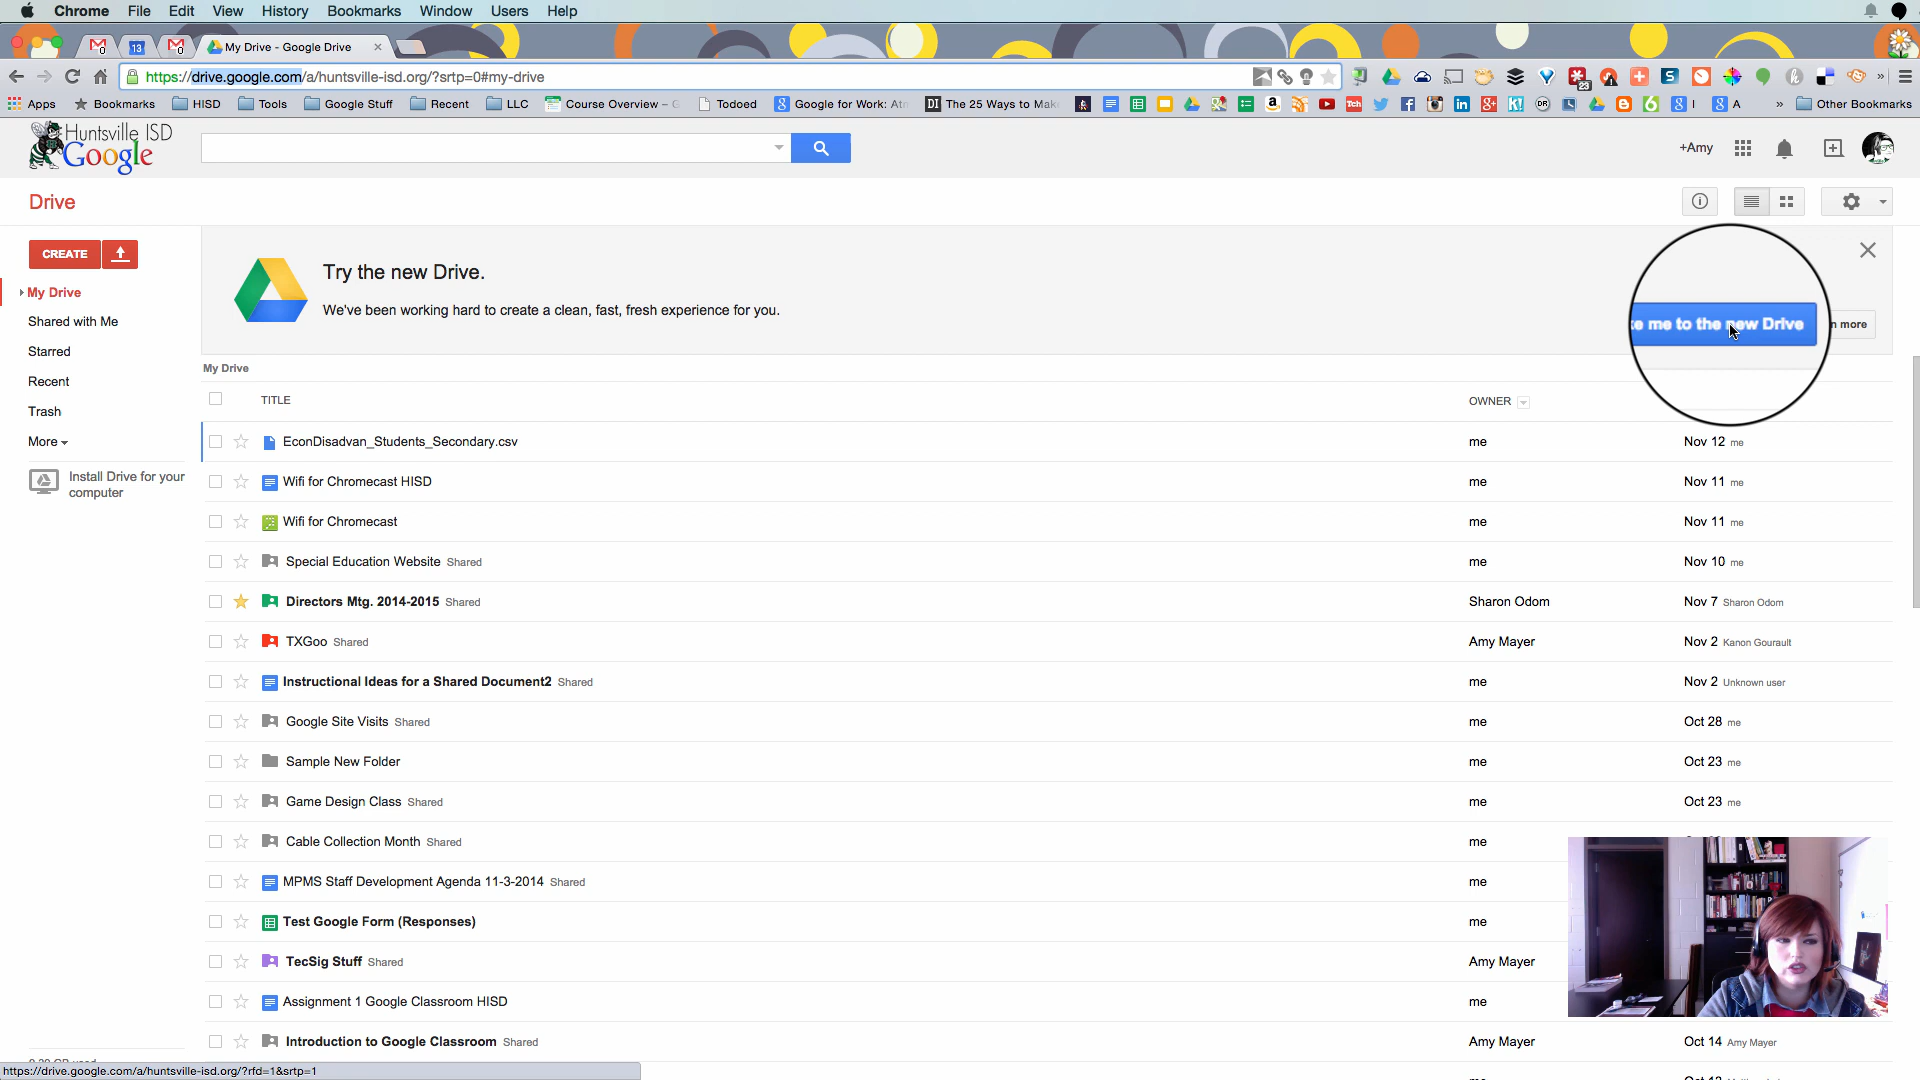 Chrome File Edit View History Bookmarks Window Users Help
13 My Drive - Google Drive
https://drive.google.com/a/huntsville-isd.org/?srtp=0#my-drive
Apps Bookmarks HISD Tools Google Stuff Recent LLC Course Overview – Todoed Google for Work: The 25 Ways to Other Bookmarks
Huntsville ISD
Google
+Amy
Drive
CREATE
Try the new Drive.
We've been working hard to create a clean, fast, fresh experience for you.
me to the new Drive more
My Drive
Shared with Me
Starred
Recent
Trash
More
Install Drive for your
computer
My Drive
TITLE OWNER
EconDisadvan_Students_Secondary.csv me Nov 12 me
Wifi for Chromecast HISD me Nov 11 me
Wifi for Chromecast me Nov 11 me
Special Education Website Shared me Nov 10 me
Directors Mtg. 2014-2015 Shared Sharon Odom Nov 7 Sharon Odom
TXGoo Shared Amy Mayer Nov 2 Kanon Gourault
Instructional Ideas for a Shared Document2 Shared me Nov 2 Unknown user
Google Site Visits Shared me Oct 28 me
Sample New Folder me Oct 23 me
Game Design Class Shared me Oct 23 me
Cable Collection Month Shared me
MPMS Staff Development Agenda 11-3-2014 Shared me
Test Google Form (Responses) me
TecSig Stuff Shared Amy Mayer
Assignment 1 Google Classroom HISD me
Introduction to Google Classroom Shared Amy Mayer Oct 14 Amy Mayer
https://drive.google.com/a/huntsville-isd.org/?rfd=1&srtp=1